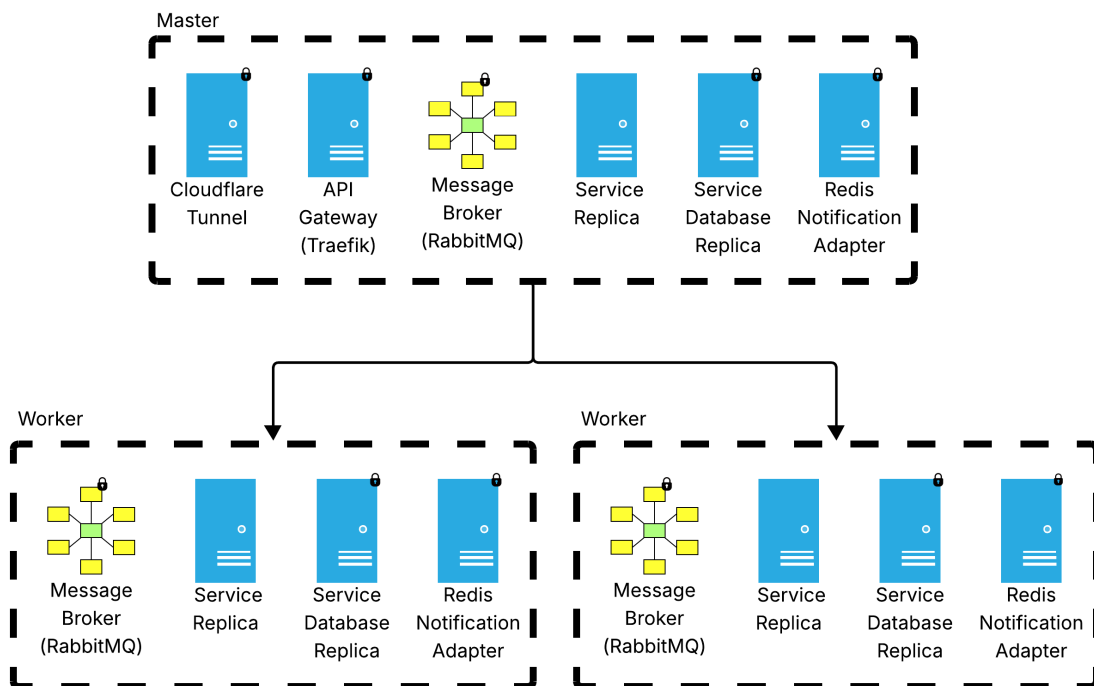 Master
Cloudflare
Tunnel
API
Gateway
(Traefik)
Message
Broker
(RabbitMQ)
Service
Replica
Service
Database
Replica
Redis
Notification
Adapter
Worker
Message
Broker
(RabbitMQ)
Service
Replica
Service
Database
Replica
Redis
Notification
Adapter
Worker
Message
Broker
(RabbitMQ)
Service
Replica
Service
Database
Replica
Redis
Notification
Adapter